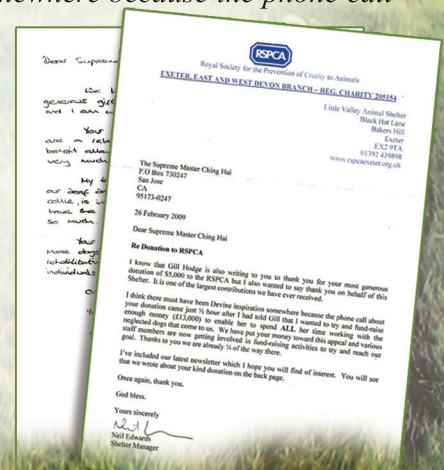 mewhere because the phone call
Dear Supreme
We
generous gift
and I am
Your
are a
benefit
very much
My
our deaf
collie, is in
have the
so much.
Your
more dogs
rehabilitati
individuals
RSPCA
Royal Society for the Prevention of Cruelty to Animals
EXETER, EAST AND WEST DEVON BRANCH – REG. CHARITY 205154
Little Valley Animal Shelter
Black Hat Lane
Bakers Hill
Exeter
EX2 9TA
01392 439898
www.rspcaexeter.org.uk
The Supreme Master Ching Hai
P.O Box 730247
San Jose
CA
95173-0247
26 February 2009
Dear Supreme Master Ching Hai
Re Donation to RSPCA
I know that Gill Hodge is also writing to you to thank you for your most generous
donation of $5,000 to the RSPCA but I also wanted to say thank you on behalf of this
Shelter. It is one of the largest contributions we have ever received.
I think there must have been Devine inspiration somewhere because the phone call about
your donation came just ½ hour after I had told Gill that I wanted to try and fund-raise
enough money (£13,000) to enable her to spend ALL her time working with the
neglected dogs that come to us. We have put your money toward this appeal and various
staff members are now getting involved in fund-raising activities to try and reach our
goal. Thanks to you we are already ¼ of the way there.
I've included our latest newsletter which I hope you will find of interest. You will see
that we wrote about your kind donation on the back page.
Once again, thank you.
God bless.
Yours sincerely
Neil Edwards
Shelter Manager